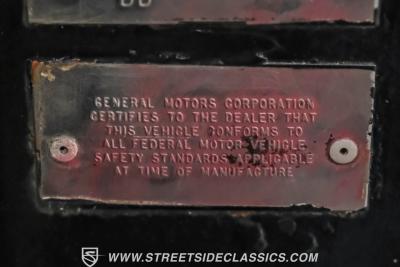 GENERAL MOTORS CORPORATION
CERTIFIES TO THE DEALER THAT
THIS VEHICLE CONFORMS TO
ALL FEDERAL MOTOR VEHICLE
SAFETY STANDARDS APPLICABLE
AT TIME OF MANUFACTURE
WWW.STREETSIDECLASSICS.COM